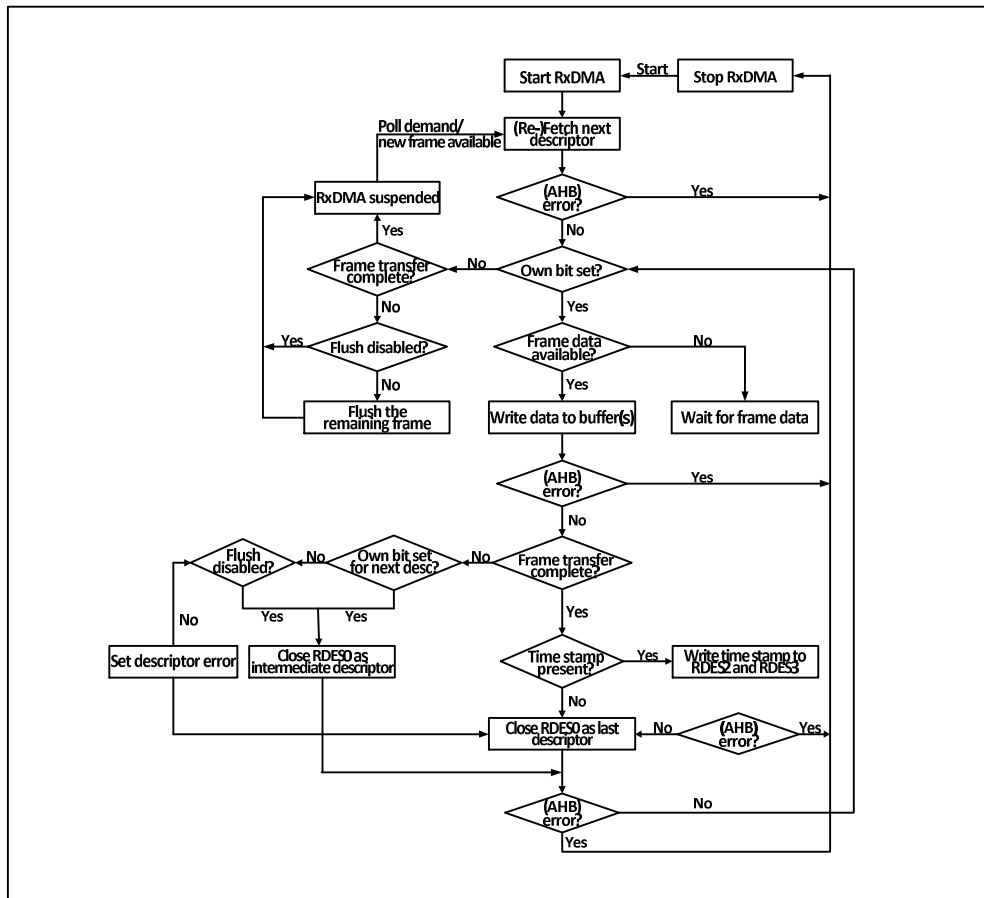 Start RxDMA
Start
Stop RxDMA
Poll demand/
new frame available
(Re-)Fetch next
descriptor
RxDMA suspended
(AHB)
error?
Yes
Yes
No
Frame transfer
complete?
No
Own bit set?
No
Yes
Yes
Flush disabled?
Frame data
available?
No
No
Yes
Flush the
remaining frame
Write data to buffer(s)
Wait for frame data
(AHB)
error?
Yes
No
Flush
disabled?
No
Own bit set
for next desc?
No
Frame transfer
complete?
Yes
Yes
Yes
No
Set descriptor error
Close RDES0 as
intermediate descriptor
Time stamp
present?
Yes
Write time stamp to
RDES2 and RDES3
No
Close RDES0 as last
descriptor
No
(AHB)
error?
Yes
(AHB)
error?
No
Yes